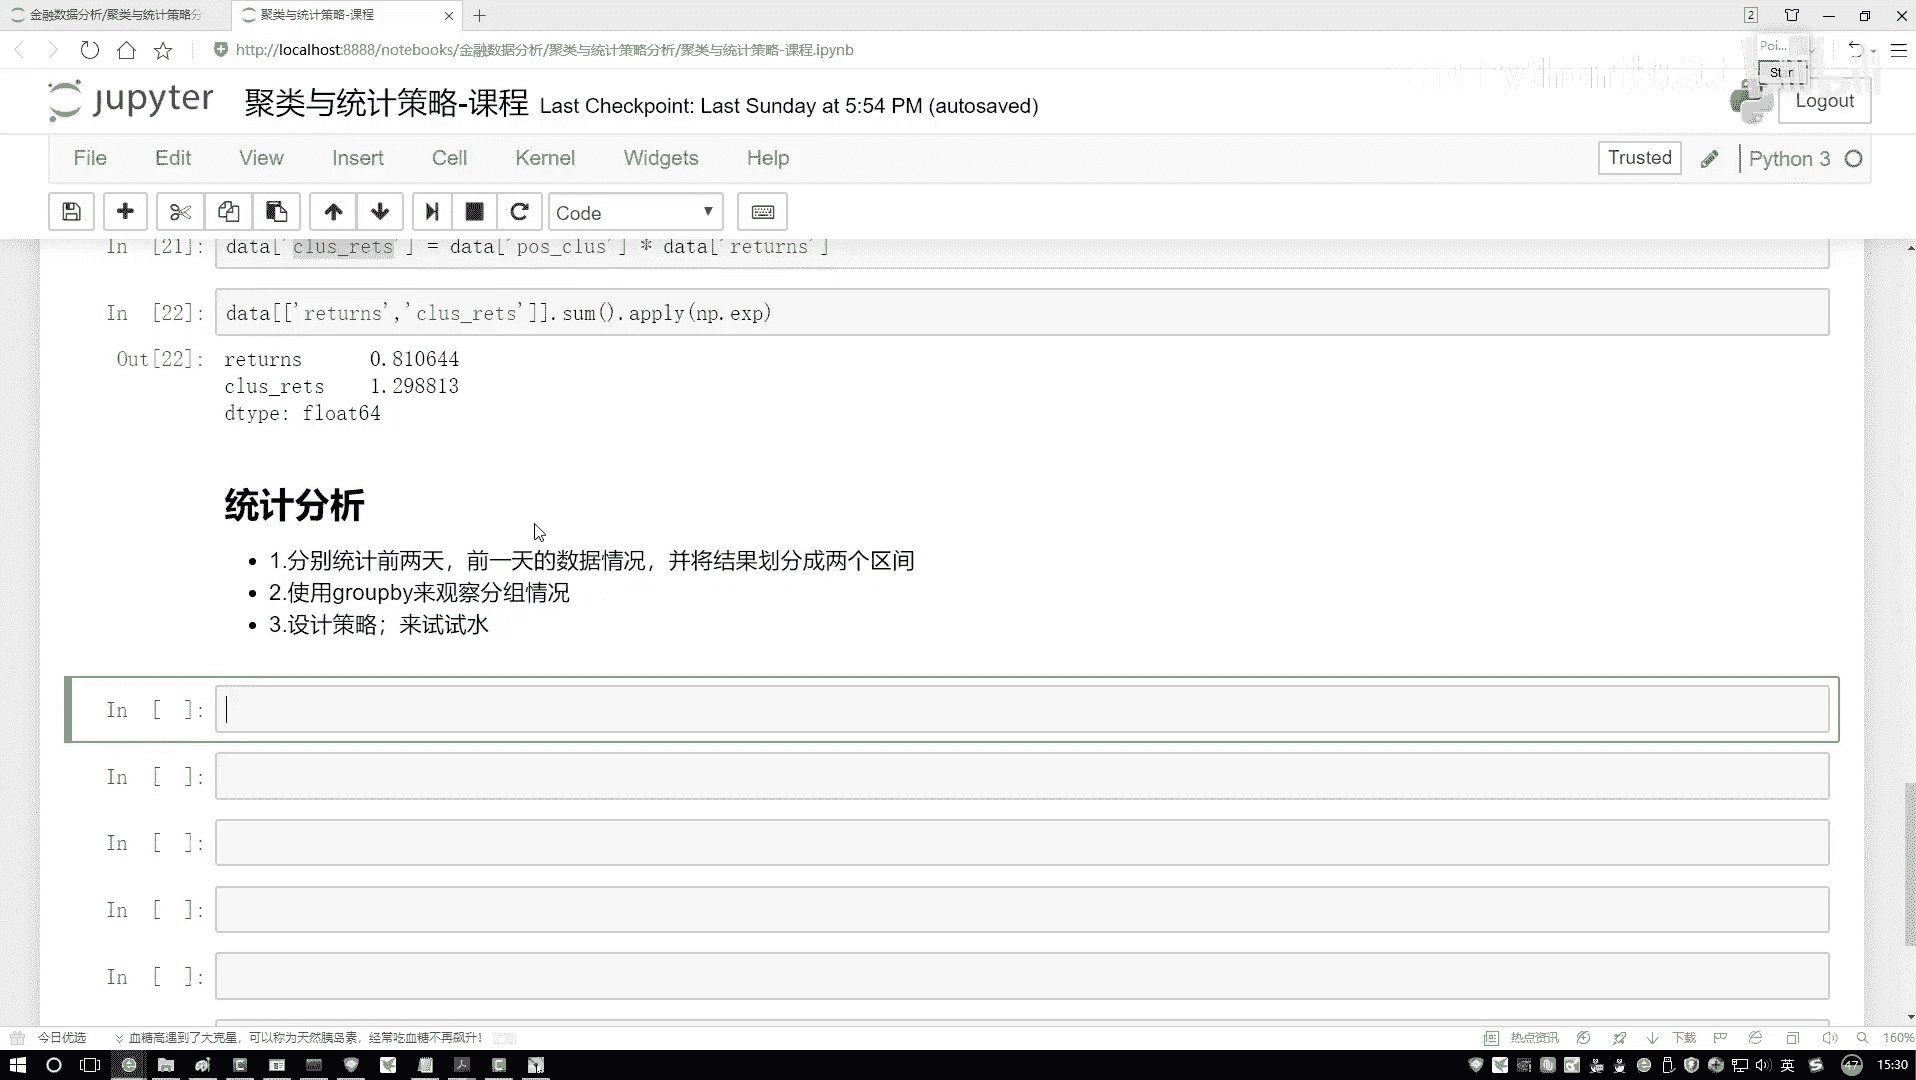 金融数据分析/聚类与统计策略分
聚类与统计策略-课程
2
http://localhost:8888/notebooks/金融数据分析/聚类与统计策略分析/聚类与统计策略-课程.ipynb
Poi...
Star
jupyter 聚类与统计策略-课程 Last Checkpoint: Last Sunday at 5:54 PM (autosaved)
Logout
File Edit View Insert Cell Kernel Widgets Help
Trusted Python 3
Code
In [21]: data['clus_rets'] = data['pos_clus'] * data['returns']
In [22]: data[['returns','clus_rets']].sum().apply(np.exp)
Out[22]: returns 0.810644
clus_rets 1.298813
dtype: float64
统计分析
• 1.分别统计前两天，前一天的数据情况，并将结果划分成两个区间
• 2.使用groupby来观察分组情况
• 3.设计策略；来试试水
In [ ]:
In [ ]:
In [ ]:
In [ ]:
In [ ]:
今日优选 血糖高遇到了大克星，可以称为天然胰岛素，经常吃血糖不再飙升！
热点资讯 下载 160%
英 47 15:30